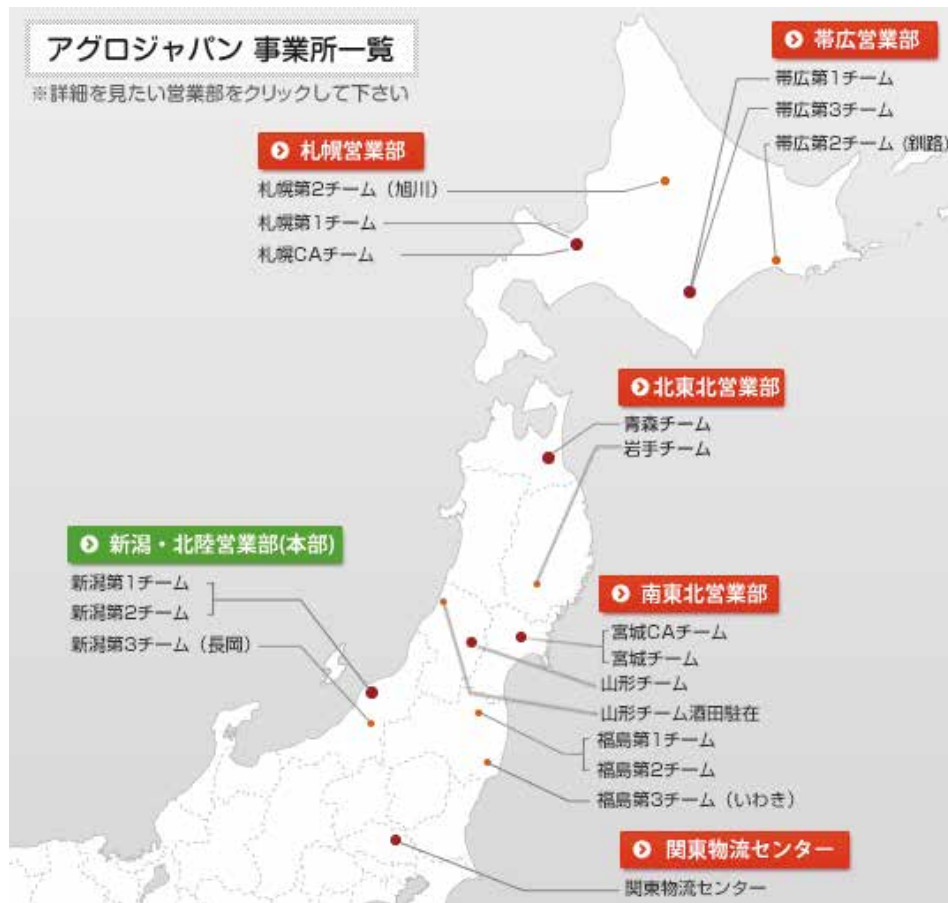 アグロジャパン 事業所一覧
※詳細を見たい営業部をクリックして下さい
帯広営業部
帯広第1チーム
帯広第3チーム
帯広第2チーム（釧路）
札幌営業部
札幌第2チーム（旭川）
札幌第1チーム
札幌CAチーム
北東北営業部
青森チーム
岩手チーム
新潟・北陸営業部(本部)
新潟第1チーム
新潟第2チーム
新潟第3チーム（長岡）
南東北営業部
宮城CAチーム
宮城チーム
山形チーム
山形チーム酒田駐在
福島第1チーム
福島第2チーム
福島第3チーム（いわき）
関東物流センター
関東物流センター